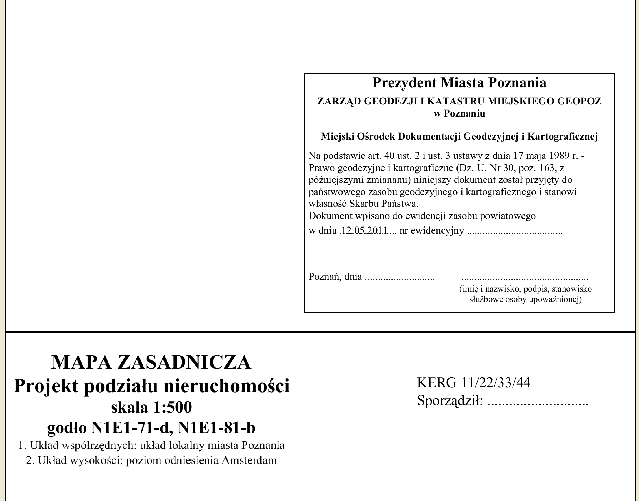 Prezydent Miasta Poznania
ZARZĄD GEODEZJI I KATASTRU MIEJSKIEGO GEOPOZ
w Poznaniu
Miejski Ośrodek Dokumentacji Geodezyjnej i Kartograficznej
Na podstawie art. 40 ust. 2 i ust. 3 ustawy z dnia 17 maja 1989 r. -
Prawo geodezyjne i kartograficzne (Dz. U. Nr 30, poz. 163, z
późniejszymi zmianami) niniejszy dokument został przyjęty do
państwowego zasobu geodezyjnego i kartograficznego i stanowi
własność Skarbu Państwa.
Dokument wpisano do ewidencji zasobu powiatowego
w dniu .12.05.2011... nr ewidencyjny ...................................
Poznań, dnia .......................... ...............................................
(imię i nazwisko, podpis, stanowisko
służbowe osoby upoważnionej)
MAPA ZASADNICZA
Projekt podziału nieruchomości
skala 1:500
godło N1E1-71-d, N1E1-81-b
1. Układ współrzędnych: układ lokalny miasta Poznania
2. Układ wysokości: poziom odniesienia Amsterdam
KERG 11/22/33/44
Sporządził: ............................